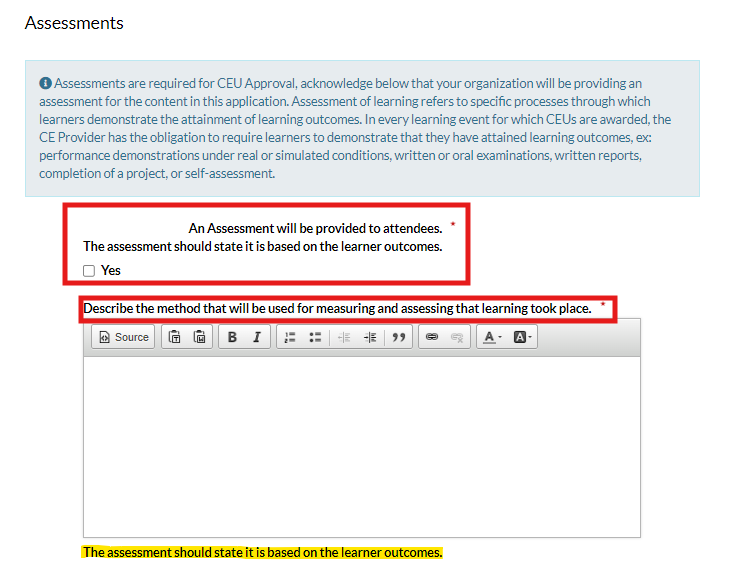 Assessments
Assessments are required for CEU Approval, acknowledge below that your organization will be providing an
assessment for the content in this application. Assessment of learning refers to specific processes through which
learners demonstrate the attainment of learning outcomes. In every learning event for which CEUs are awarded, the
CE Provider has the obligation to require learners to demonstrate that they have attained learning outcomes, ex:
performance demonstrations under real or simulated conditions, written or oral examinations, written reports,
completion of a project, or self-assessment.
An Assessment will be provided to attendees. *
The assessment should state it is based on the learner outcomes.
Yes
Describe the method that will be used for measuring and assessing that learning took place. *
Source B I A A
The assessment should state it is based on the learner outcomes.